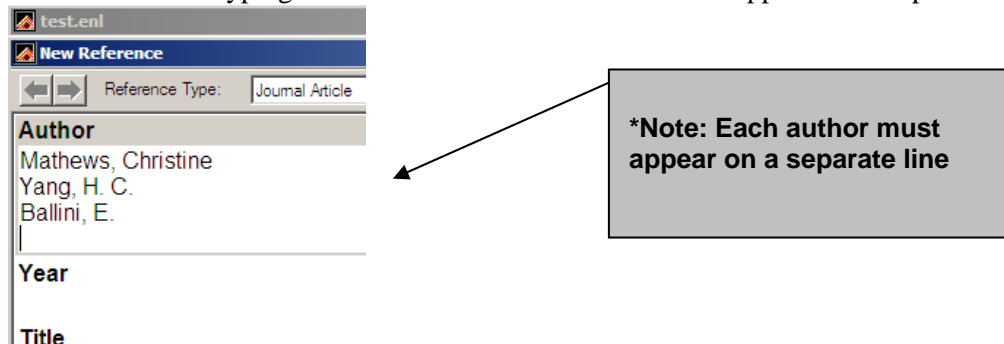 test.enl
New Reference
Reference Type: Journal Article
Author
Mathews, Christine
Yang, H. C.
Ballini, E.
Year
Title
*Note: Each author must
appear on a separate line